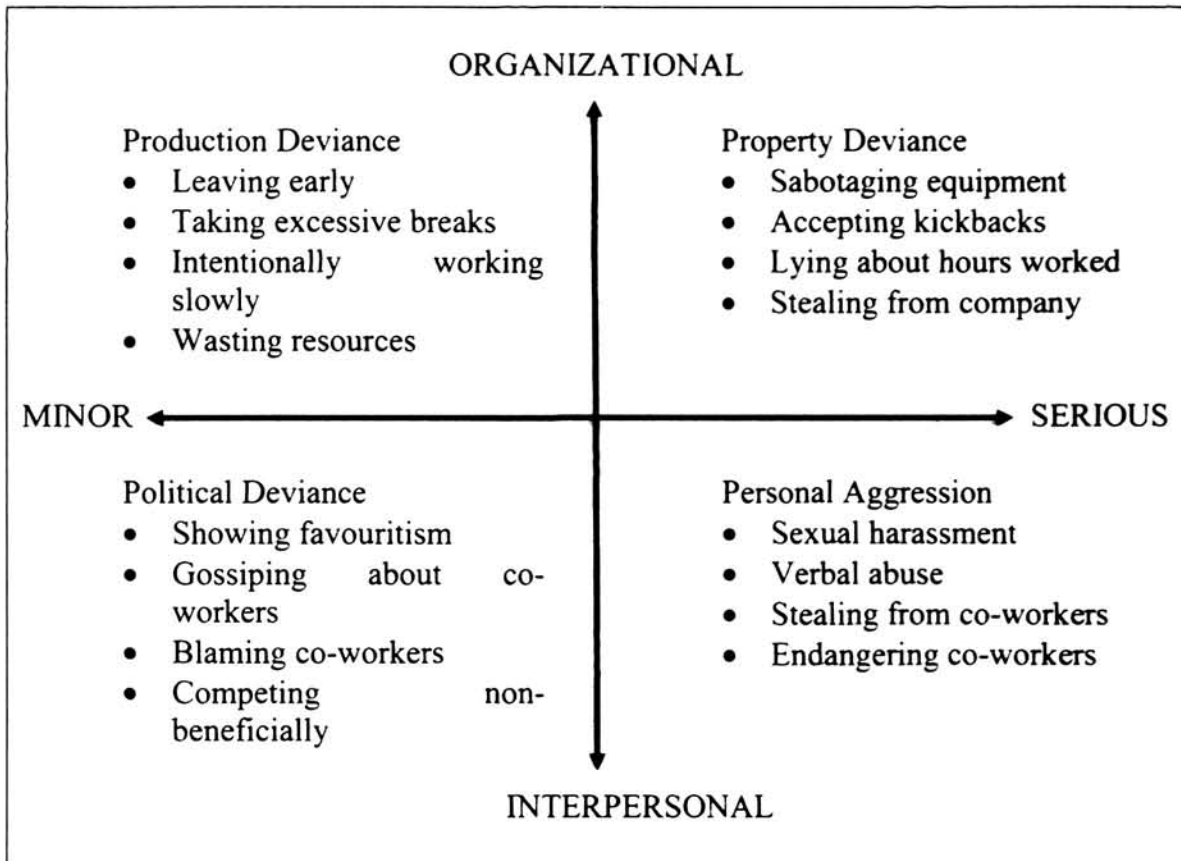 ORGANIZATIONAL
Production Deviance
• Leaving early
• Taking excessive breaks
• Intentionally working
slowly
• Wasting resources
Property Deviance
• Sabotaging equipment
• Accepting kickbacks
• Lying about hours worked
• Stealing from company
MINOR
SERIOUS
Political Deviance
• Showing favouritism
• Gossiping about co-
workers
• Blaming co-workers
• Competing non-
beneficially
Personal Aggression
• Sexual harassment
• Verbal abuse
• Stealing from co-workers
• Endangering co-workers
INTERPERSONAL